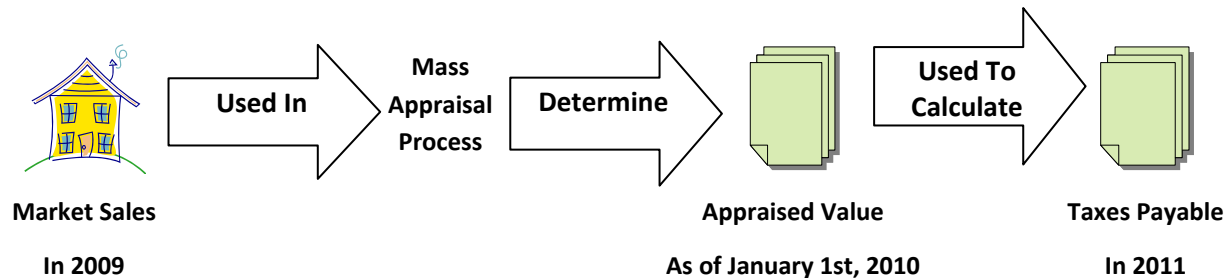 Used In
Mass
Appraisal
Process
Determine
Used To
Calculate
Market Sales
In 2009
Appraised Value
As of January 1st, 2010
Taxes Payable
In 2011